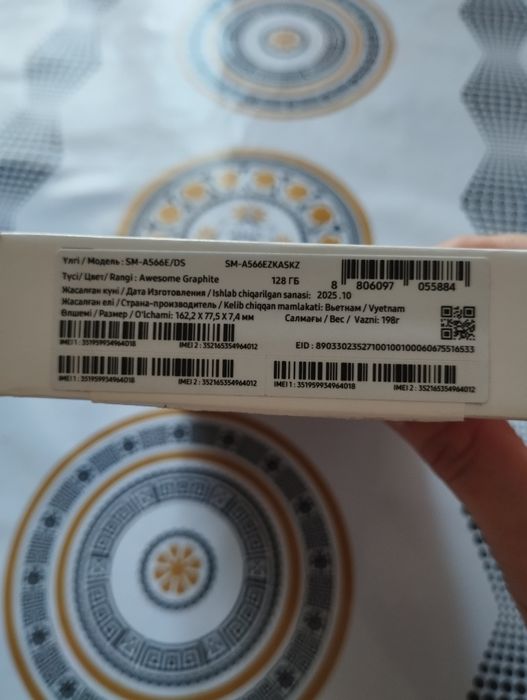 Үлгі / Модель : SM-A566E/DS SM-A566EZKASKZ
Түсі/ Цвет/ Rangi : Awesome Graphite 128 ГБ
8 806097 055884
Жасалған күні / Дата Изготовления / Ishlab chiqarilgan sanasi: 2025 .10
Жасалған елі / Страна-производитель / Kelib chiqqan mamlakati: Вьетнам / Vyetnam
Өлшемі / Размер / O'lchami: 162,2 X 77,5 X 7,4 мм Салмағы / Вес / Vazni: 198г
IMEI 1 : 351959934964018 IMEI 2 : 352165354964012
EID : 89033023527100100100060675516533
IMEI 1 : 351959934964018 IMEI 2 : 352165354964012
IMEI 1 : 351959934964018 IMEI 2 : 352165354964012